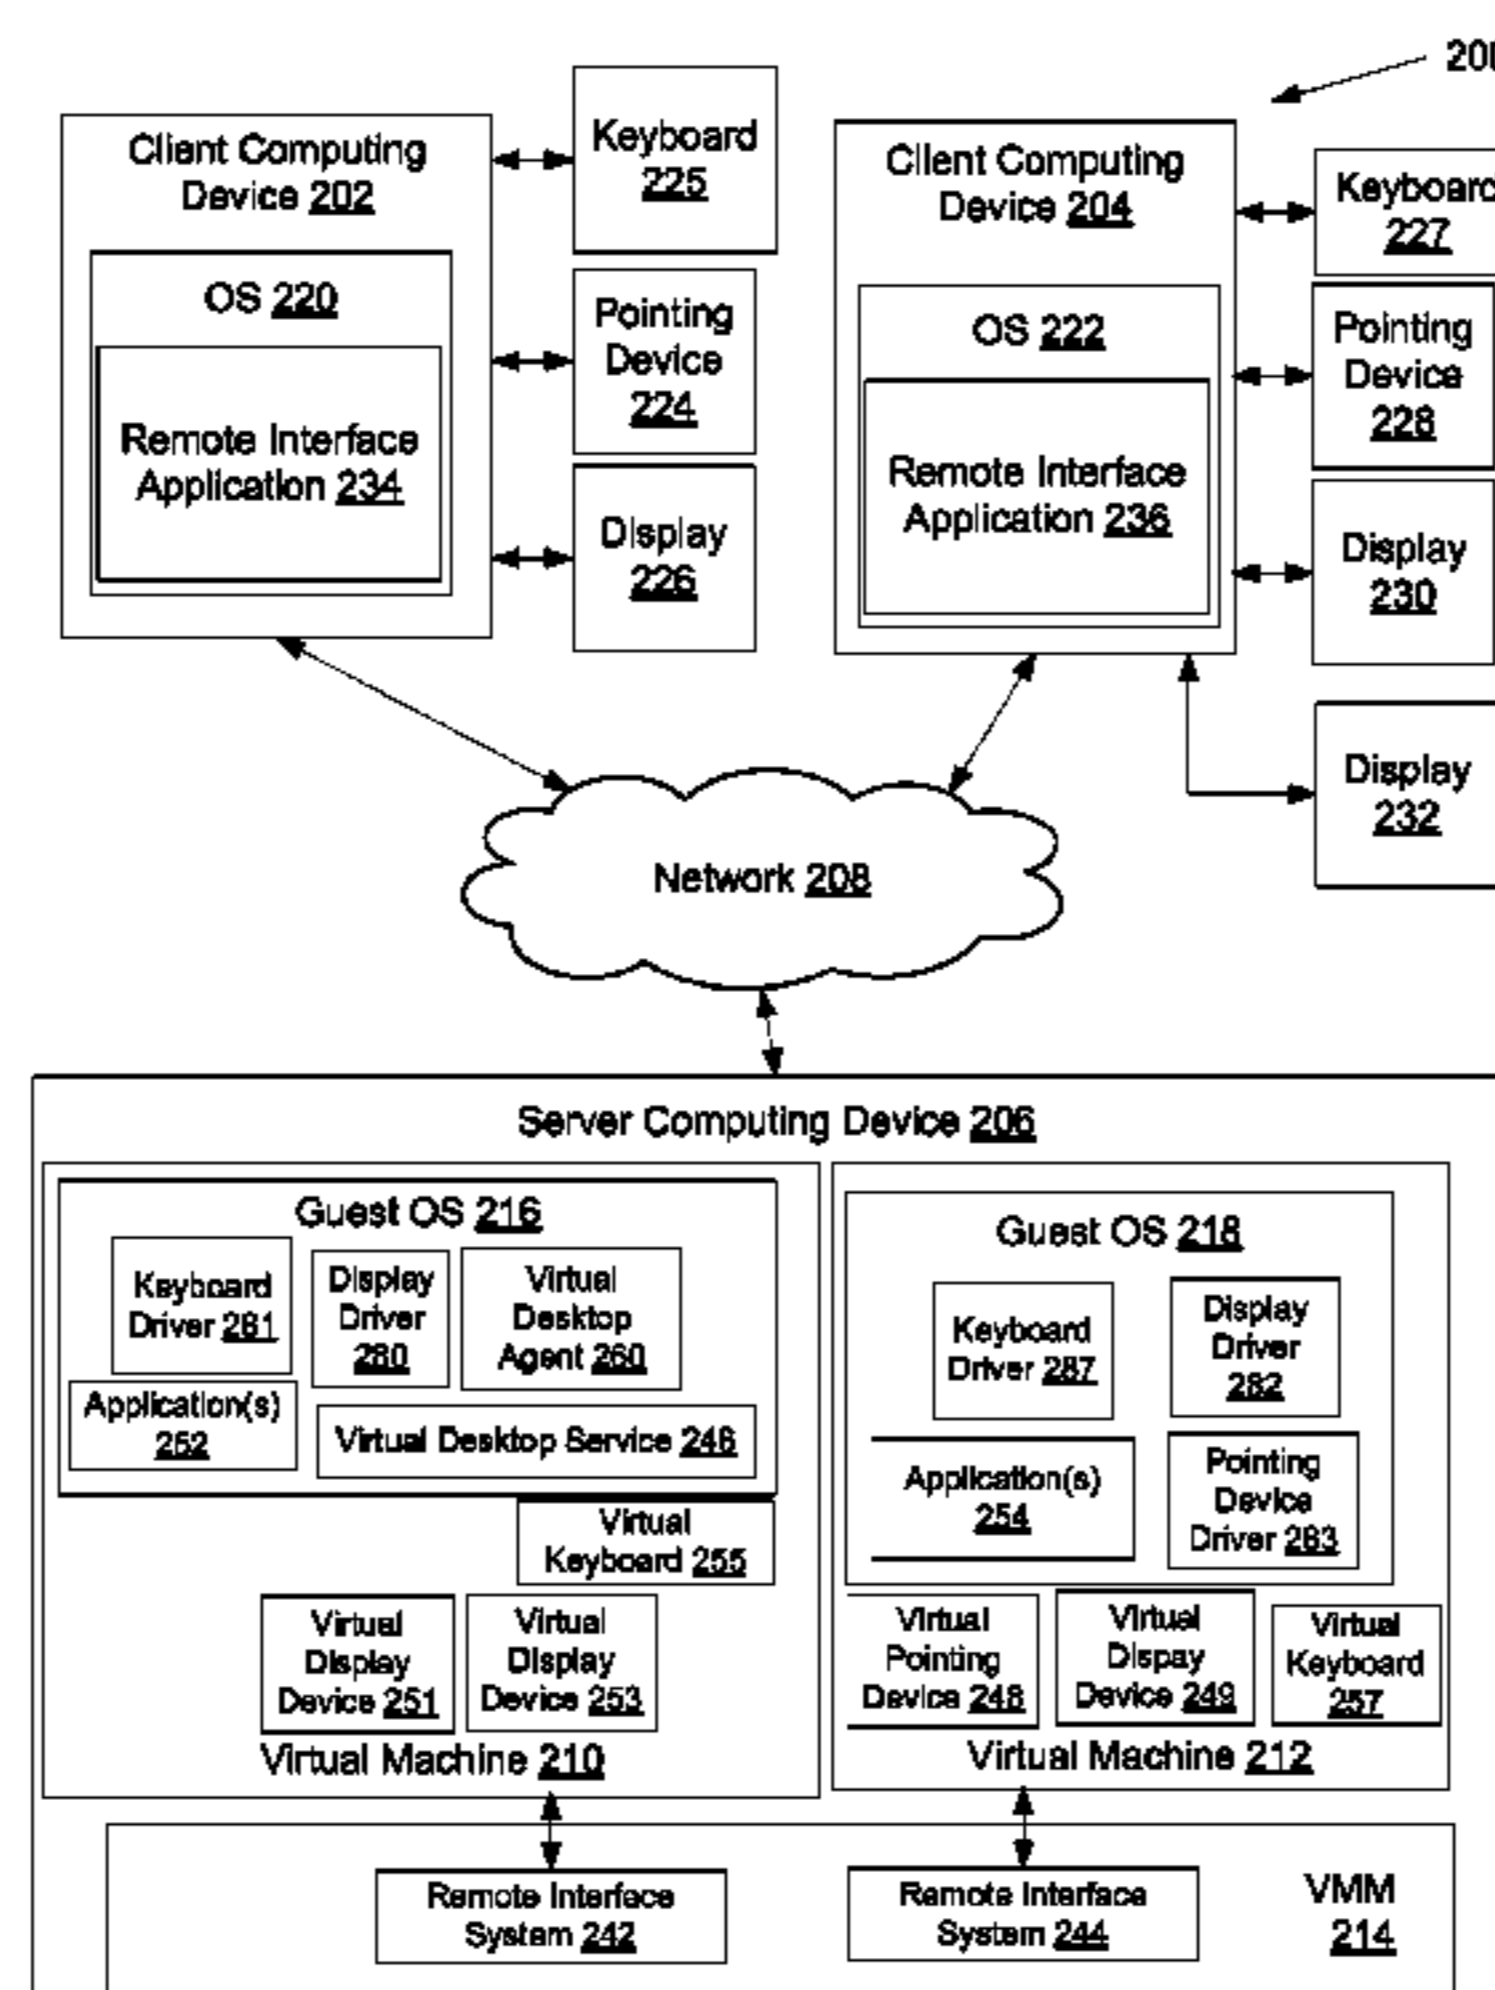 200
Client Computing
Device 202
OS 220
Remote Interface
Application 234
Keyboard
225
Pointing
Device
224
Display
226
Client Computing
Device 204
OS 222
Remote Interface
Application 236
Keyboard
227
Pointing
Device
228
Display
230
Display
232
Network 208
Server Computing Device 206
Guest OS 216
Keyboard
Driver 281
Display
Driver
280
Virtual
Desktop
Agent 260
Application(s)
252
Virtual Desktop Service 246
Virtual
Keyboard 255
Virtual
Display
Device 251
Virtual
Display
Device 253
Virtual Machine 210
Guest OS 218
Keyboard
Driver 287
Display
Driver
282
Application(s)
254
Pointing
Device
Driver 283
Virtual
Pointing
Device 248
Virtual
Dispay
Device 249
Virtual
Keyboard
257
Virtual Machine 212
Remote Interface
System 242
Remote Interface
System 244
VMM
214